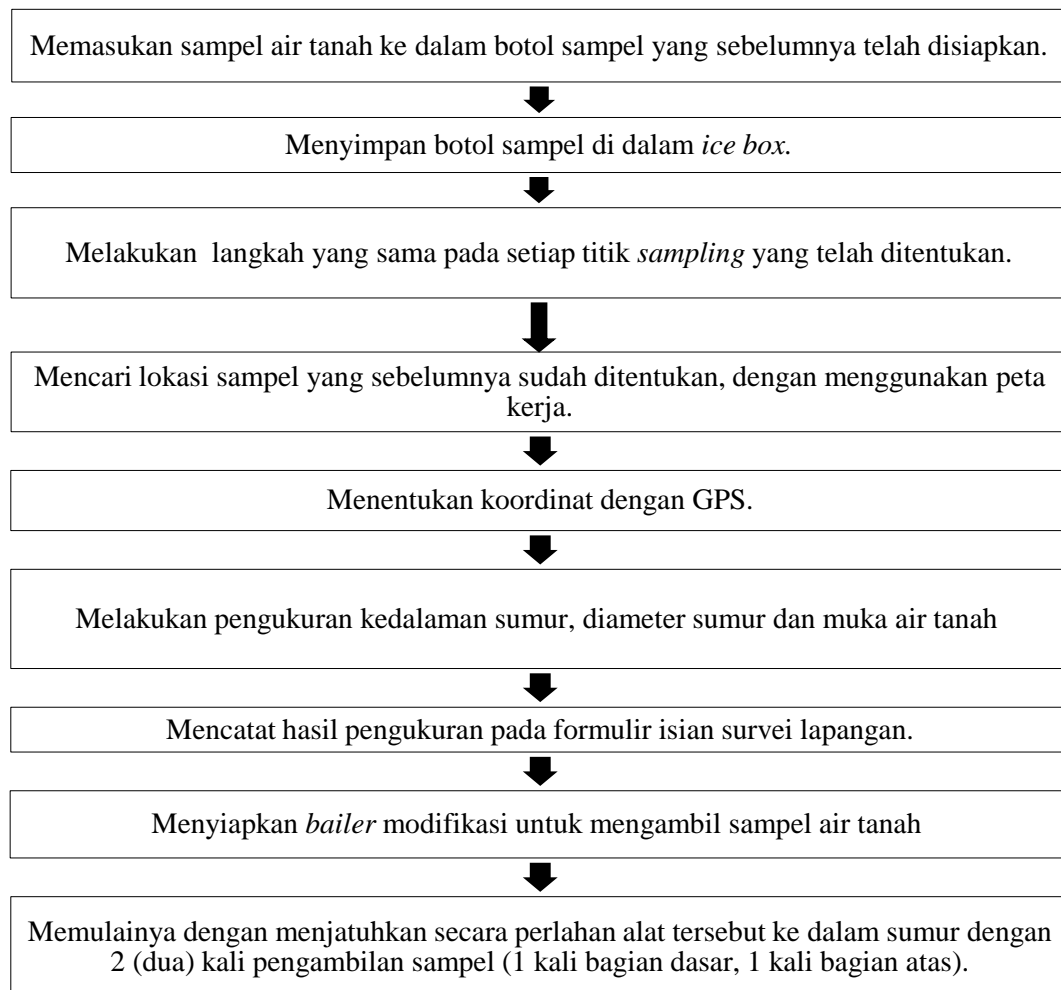 Memasukan sampel air tanah ke dalam botol sampel yang sebelumnya telah disiapkan.
Menyimpan botol sampel di dalam ice box.
Melakukan langkah yang sama pada setiap titik sampling yang telah ditentukan.
Mencari lokasi sampel yang sebelumnya sudah ditentukan, dengan menggunakan peta
kerja.
Menentukan koordinat dengan GPS.
Melakukan pengukuran kedalaman sumur, diameter sumur dan muka air tanah
Mencatat hasil pengukuran pada formulir isian survei lapangan.
Menyiapkan bailer modifikasi untuk mengambil sampel air tanah
Memulainya dengan menjatuhkan secara perlahan alat tersebut ke dalam sumur dengan
2 (dua) kali pengambilan sampel (1 kali bagian dasar, 1 kali bagian atas).